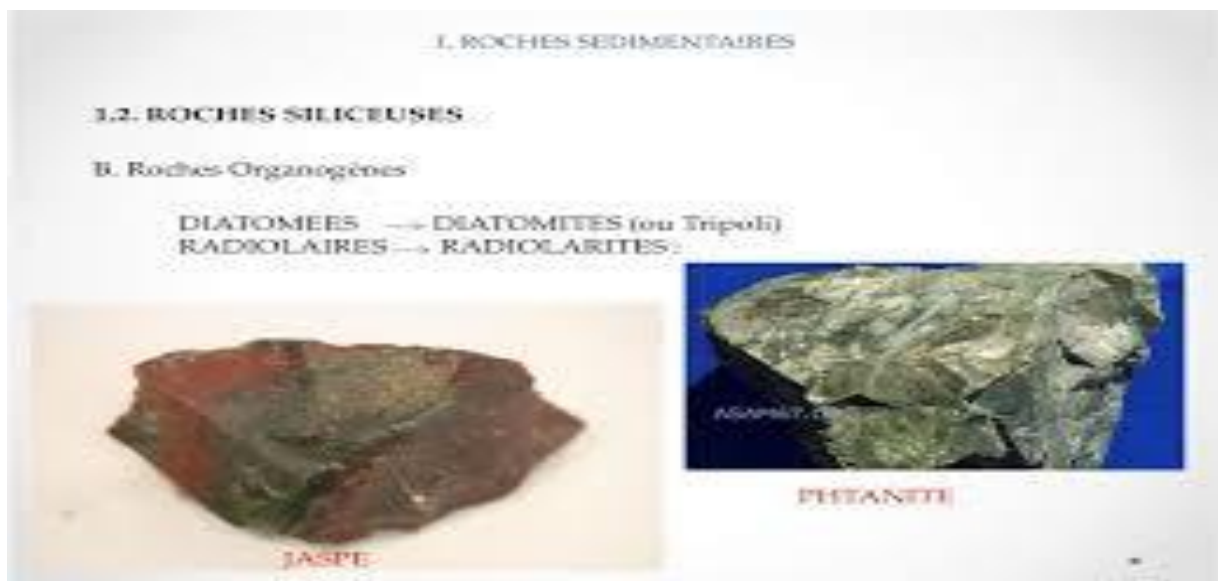 I. ROCHES SEDIMENTAIRES
1.2. ROCHES SILICEUSES
B. Roches Organogènes
DIATOMEES → DIATOMITES (ou Tripoli)
RADIOLAIRES → RADIOLARITES :
PHTANITE
JASPE